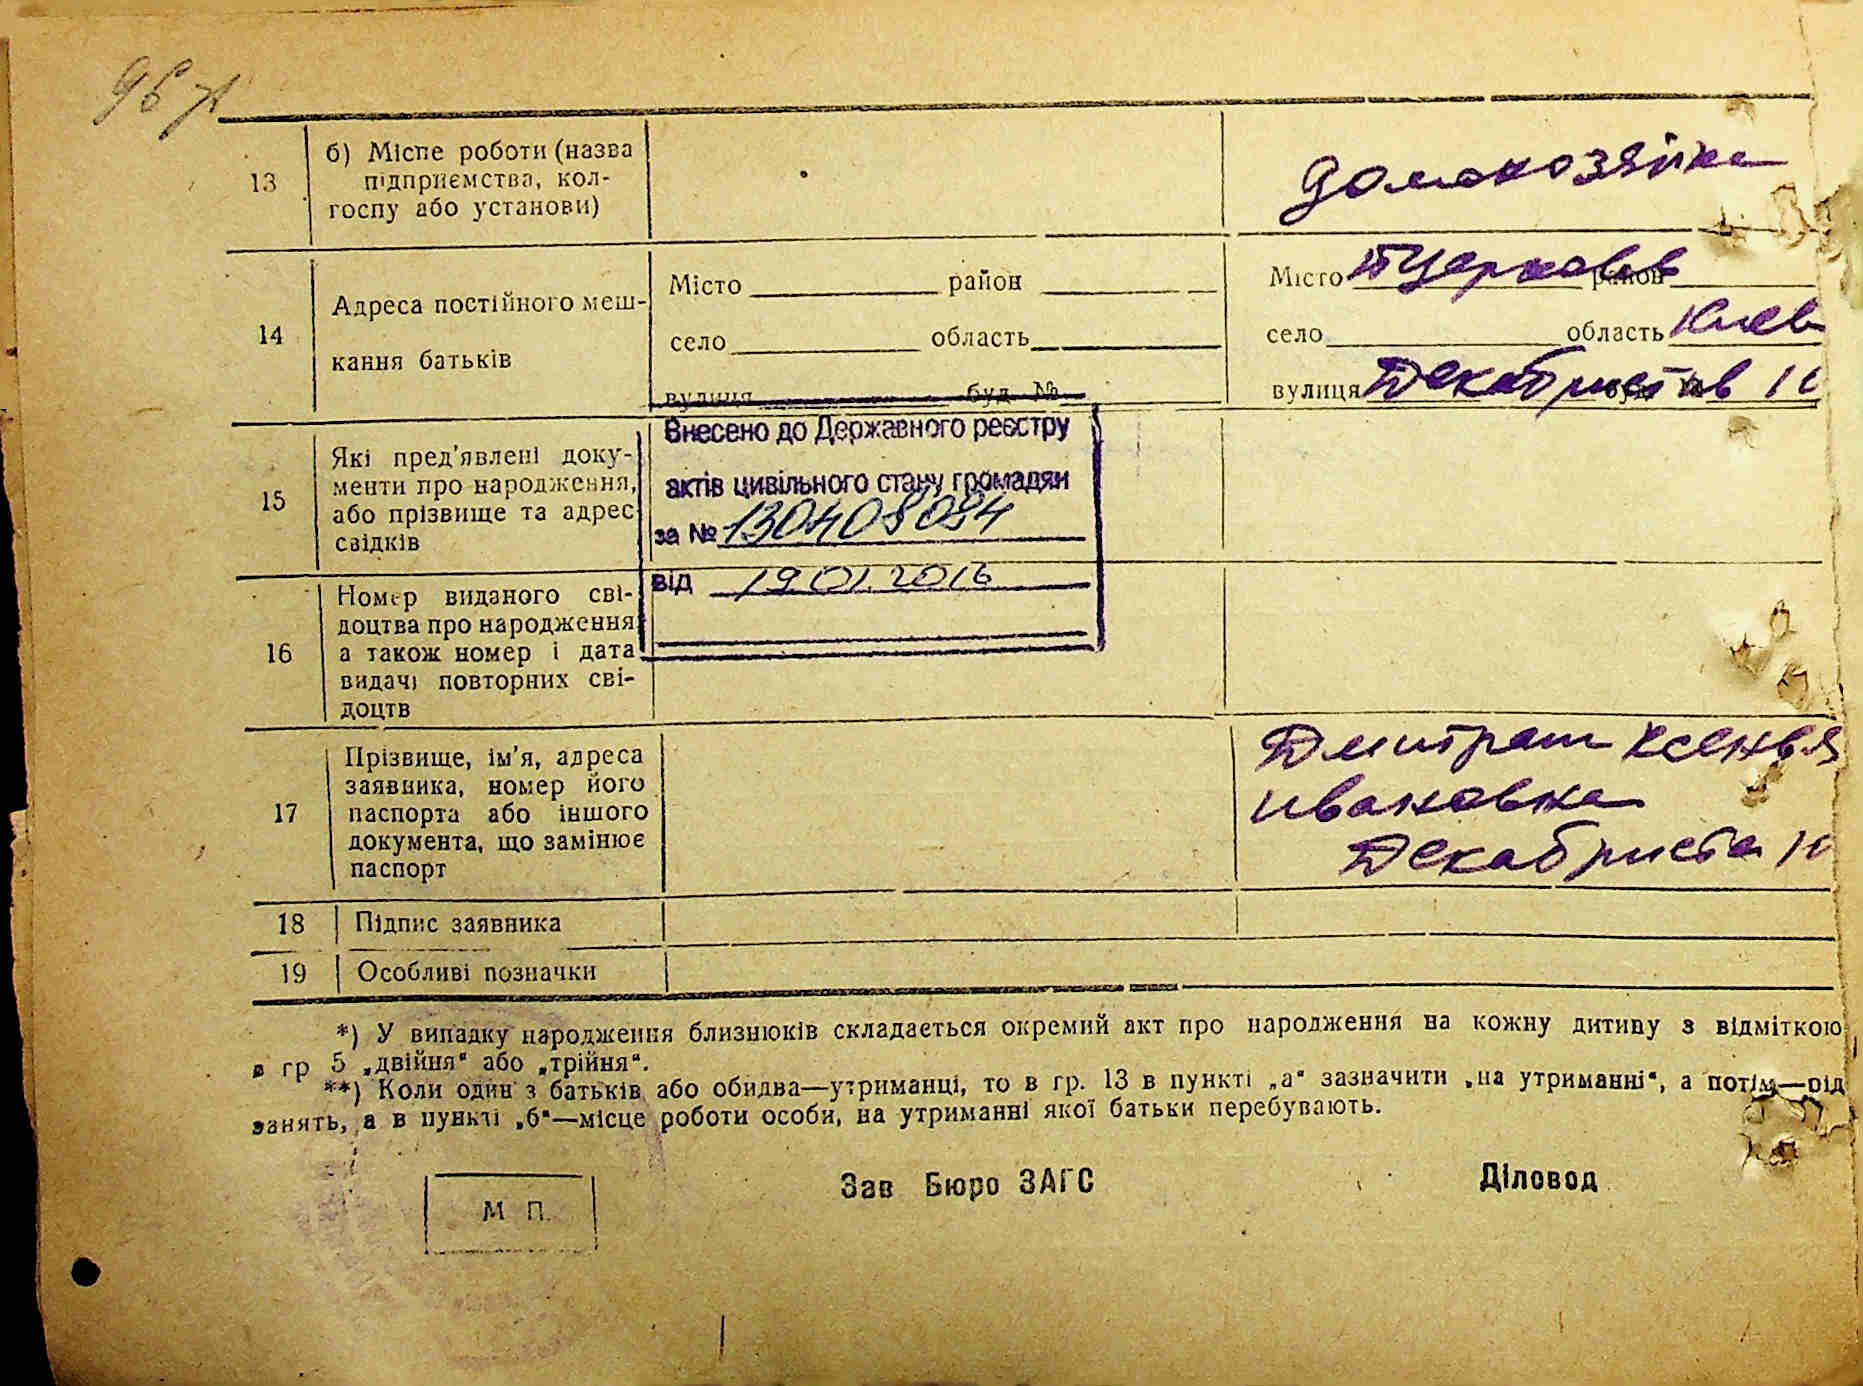 13
б) Місце роботи (назва
підприємства, кол-
госпу або установи)
домохозяйка
14
Адреса постійного меш-
кання батьків
Місто район
село область
вулиця буд. №
Місто район
село область Киев
вулиця Декабристов
15
Які пред'явлені доку-
менти про народження,
або прізвище та адрес
свідків
Внесено до Державного реєстру
актів цивільного стану громадян
за № 130408084
від 19.01.2016
16
Номер виданого сві-
доцтва про народження
а також номер і дата
видачі повторних сві-
доцтв
17
Прізвище, ім'я, адреса
заявника, номер його
паспорта або іншого
документа, що замінює
паспорт
Дмитраш Ксенья
ивановна
Декабриста
18 Підпис заявника
19 Особливі позначки
*) У випадку народження близнюків складається окремий акт про народження на кожну дитину з відміткою
в гр 5 „двійня“ або „трійня“.
**) Коли один з батьків або обидва—утриманці, то в гр. 13 в пункті „а“ зазначити „на утриманні“, а потім—рід
занять, а в пункті „б“—місце роботи особи, на утриманні якої батьки перебувають.
М П.
Зав Бюро ЗАГС
Діловод